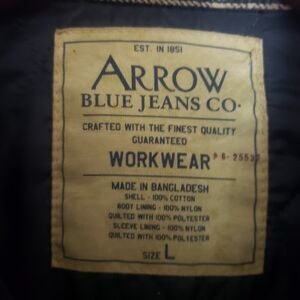 EST. IN 1851
ARROW
BLUE JEANS CO.
CRAFTED WITH THE FINEST QUALITY
GUARANTEED
WORKWEAR
MADE IN BANGLADESH
SHELL - 100% COTTON
BODY LINING - 100% NYLON
QUILTED WITH 100% POLYESTER
SLEEVE LINING - 100% NYLON
QUILTED WITH 100% POLYESTER
SIZE L